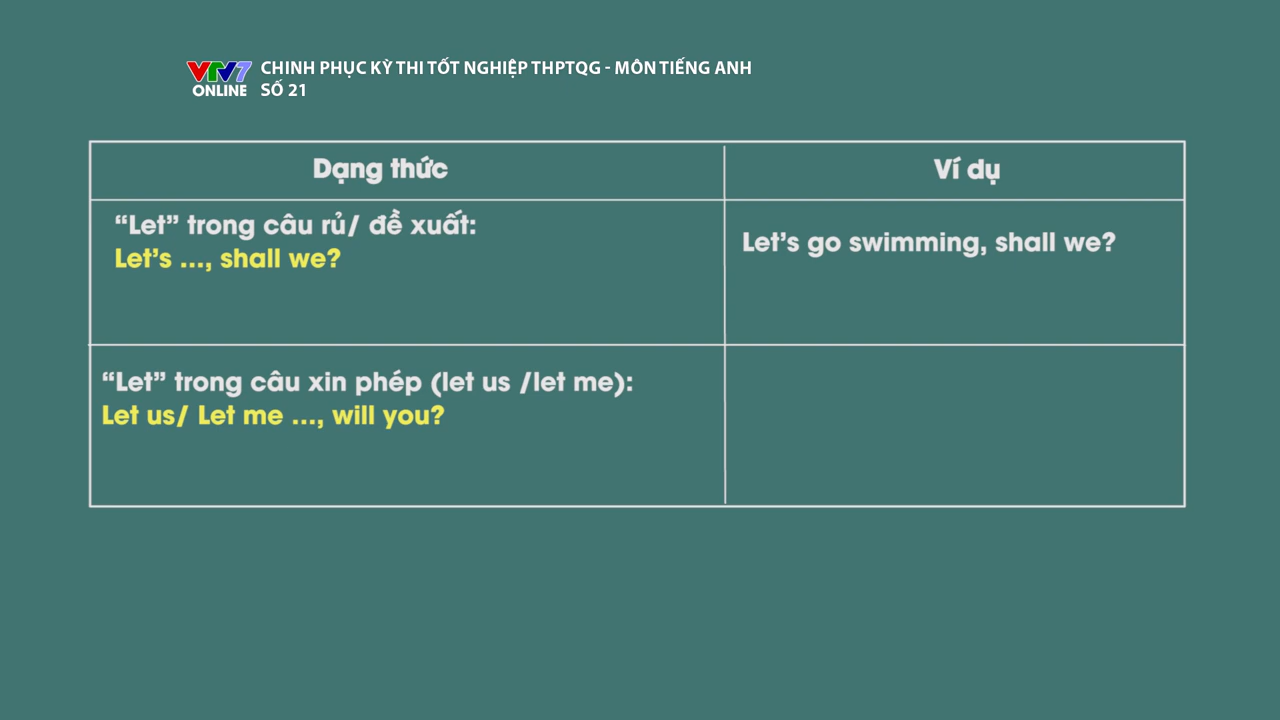 VTV7
ONLINE
CHINH PHỤC KỲ THI TỐT NGHIỆP THPTQG - MÔN TIẾNG ANH
SỐ 21
Dạng thức
Ví dụ
“Let” trong câu rủ/ đề xuất:
Let’s ..., shall we?
Let’s go swimming, shall we?
“Let” trong câu xin phép (let us /let me):
Let us/ Let me ..., will you?